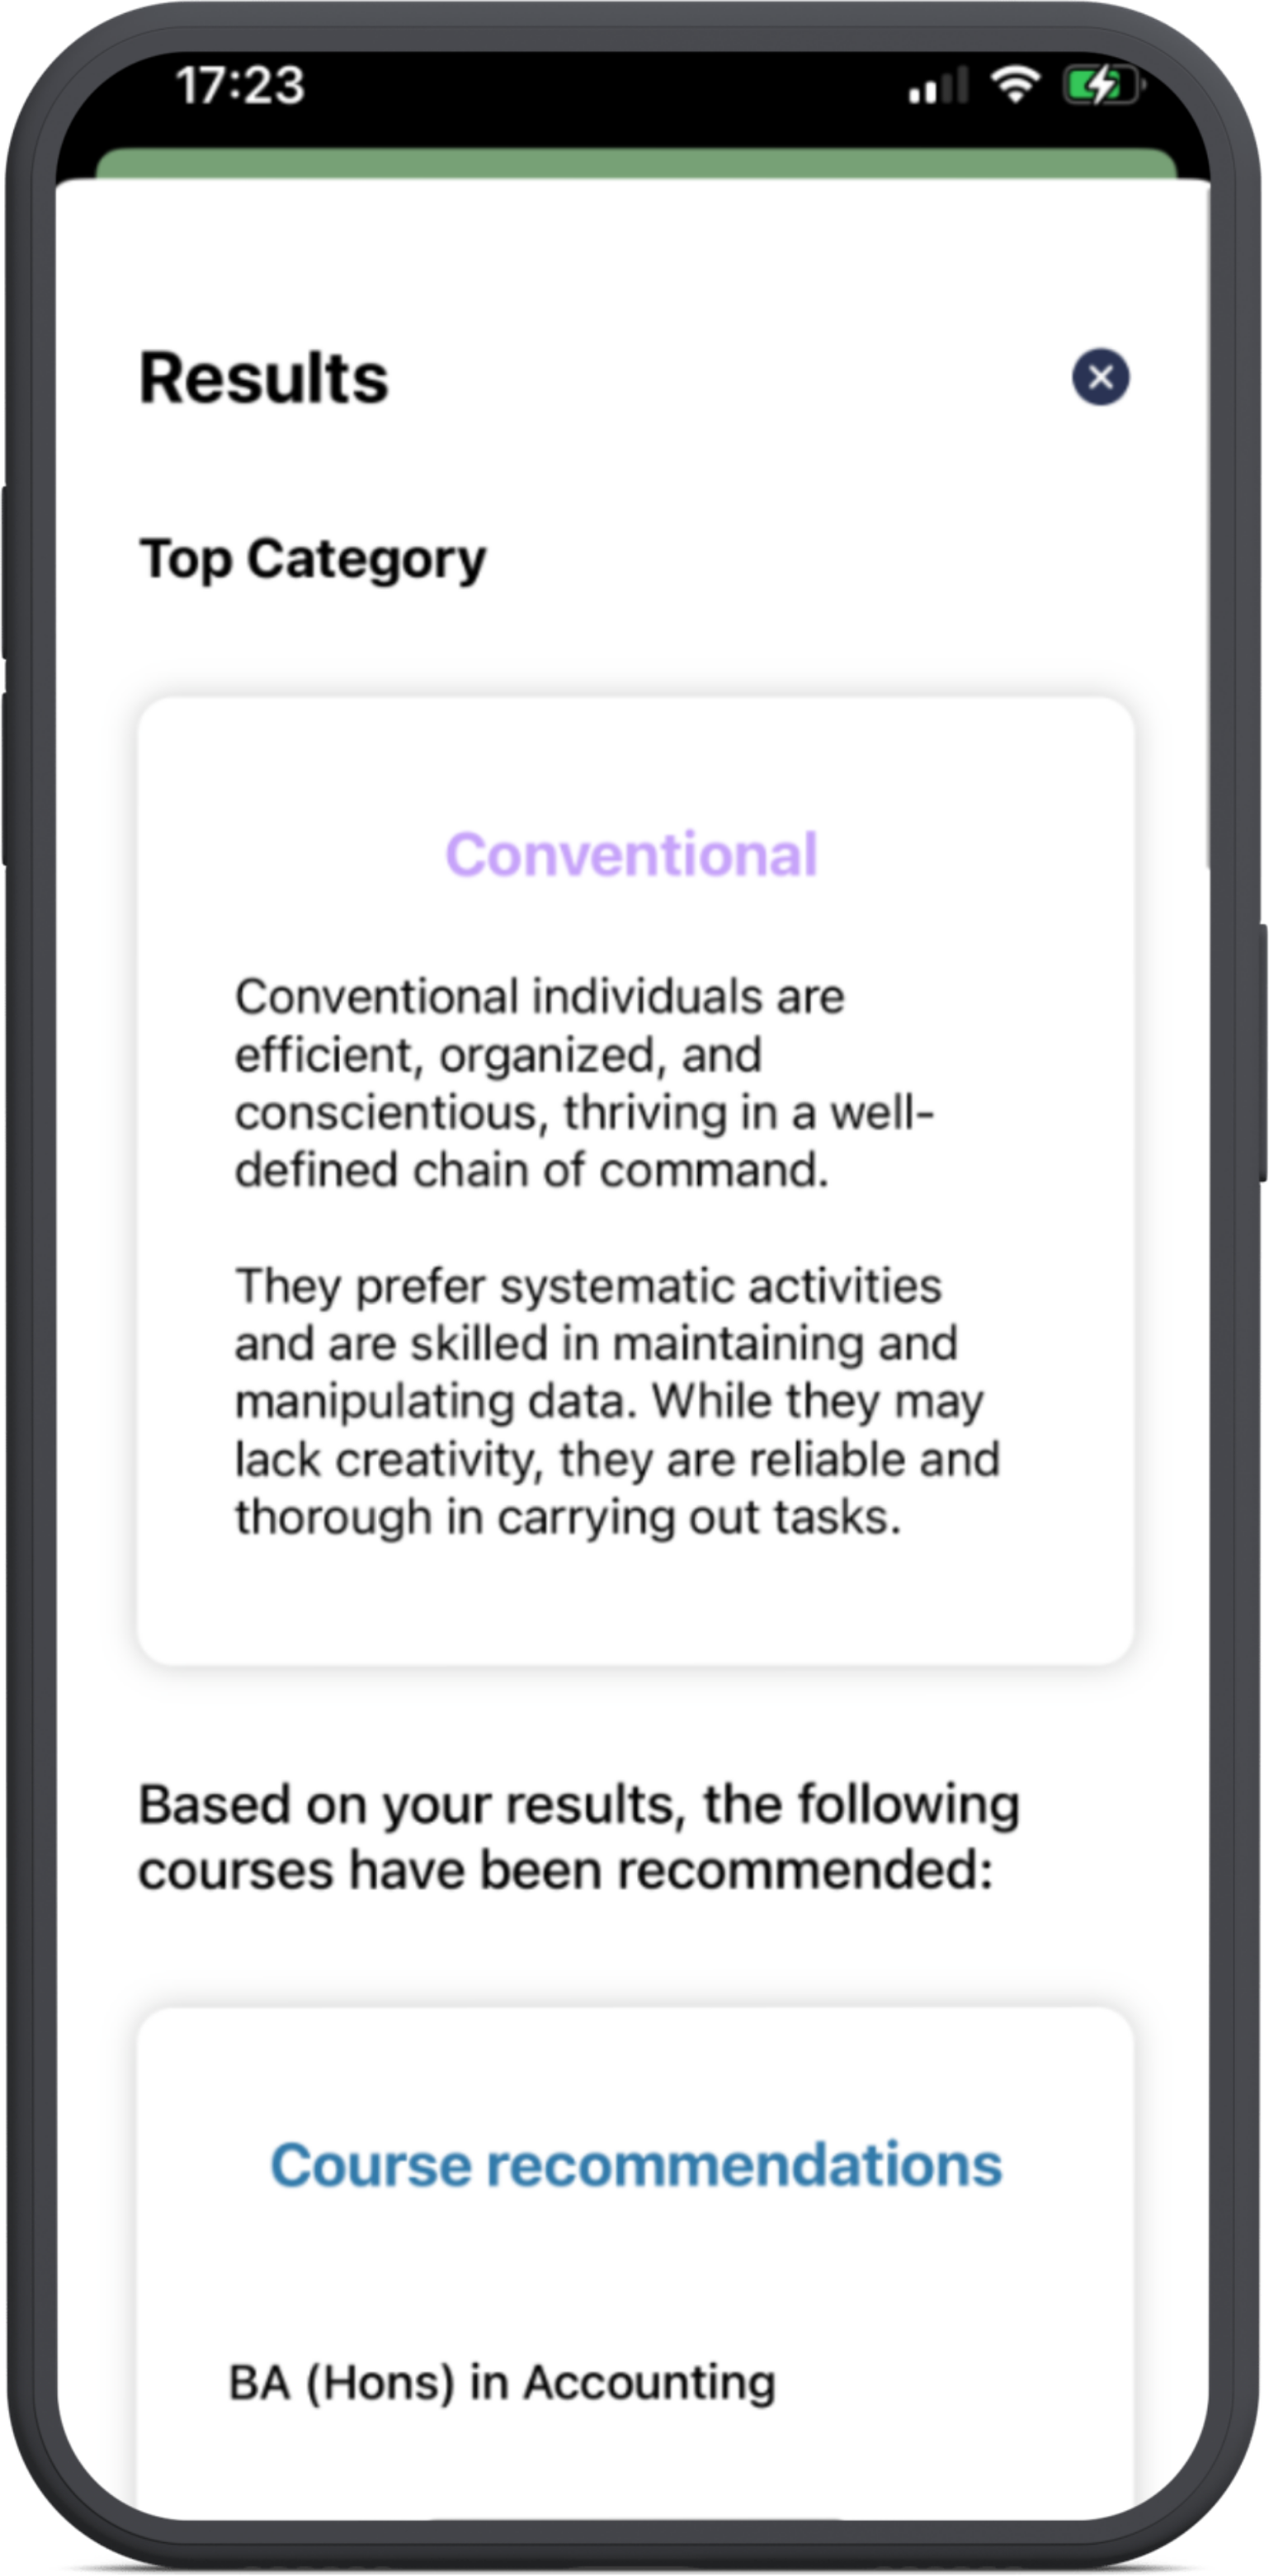 17:23
Results
Top Category
Conventional
Conventional individuals are
efficient, organized, and
conscientious, thriving in a well-
defined chain of command.
They prefer systematic activities
and are skilled in maintaining and
manipulating data. While they may
lack creativity, they are reliable and
thorough in carrying out tasks.
Based on your results, the following
courses have been recommended:
Course recommendations
BA (Hons) in Accounting